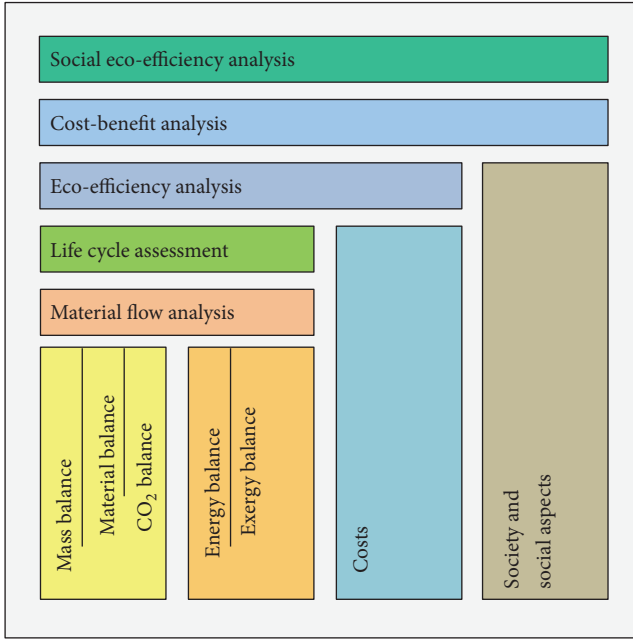 Social eco-efficiency analysis
Cost-benefit analysis
Eco-efficiency analysis
Life cycle assessment
Material flow analysis
Mass balance
Material balance
CO₂ balance
Energy balance
Exergy balance
Costs
Society and
social aspects